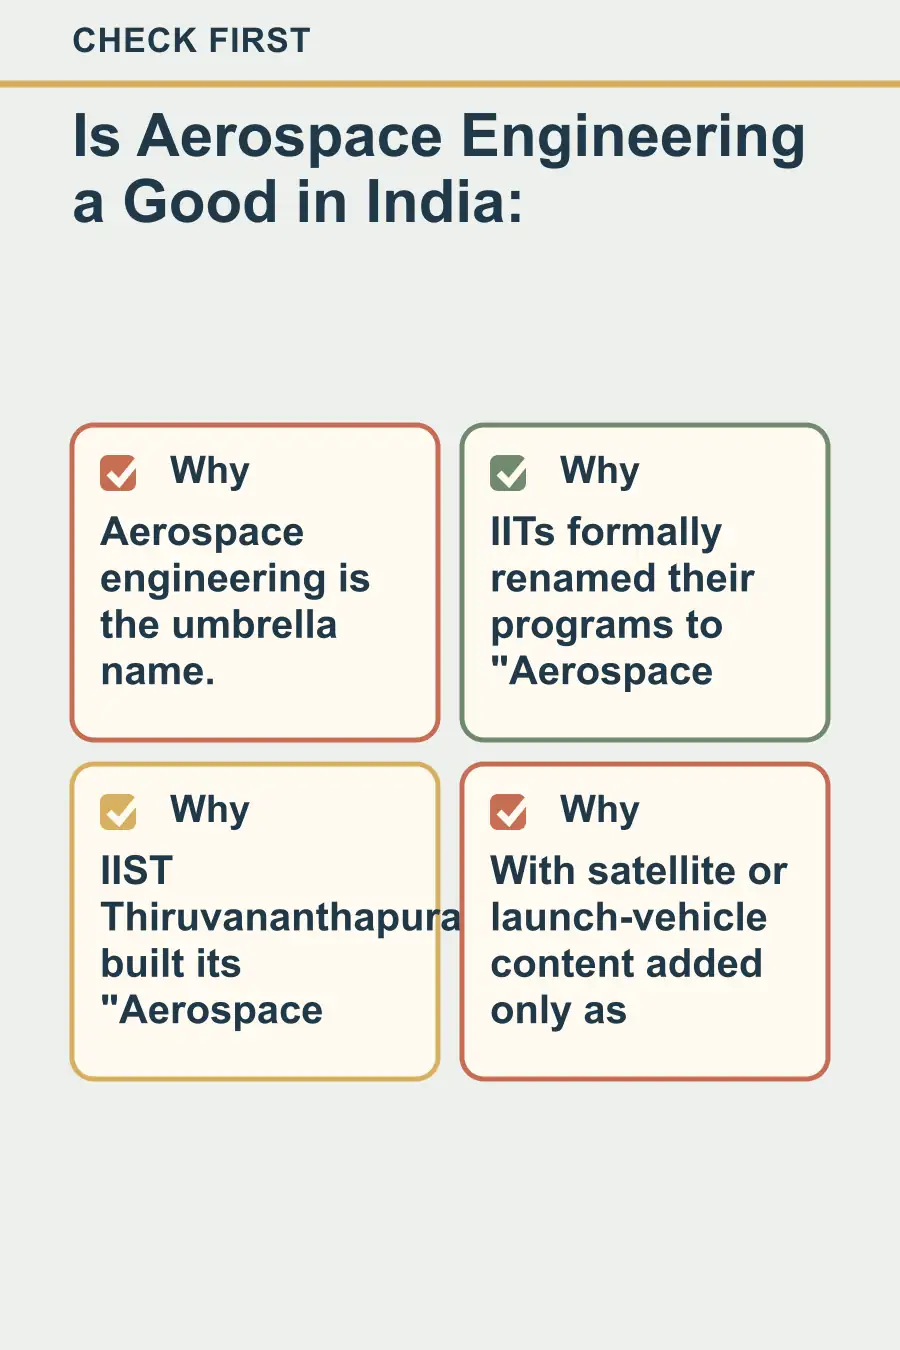 CHECK FIRST
Is Aerospace Engineering
a Good in India:
Why
Aerospace
engineering is
the umbrella
name.
Why
IITs formally
renamed their
programs to
"Aerospace
Why
IIST
Thiruvananthapura
built its
"Aerospace
Why
With satellite or
launch-vehicle
content added
only as